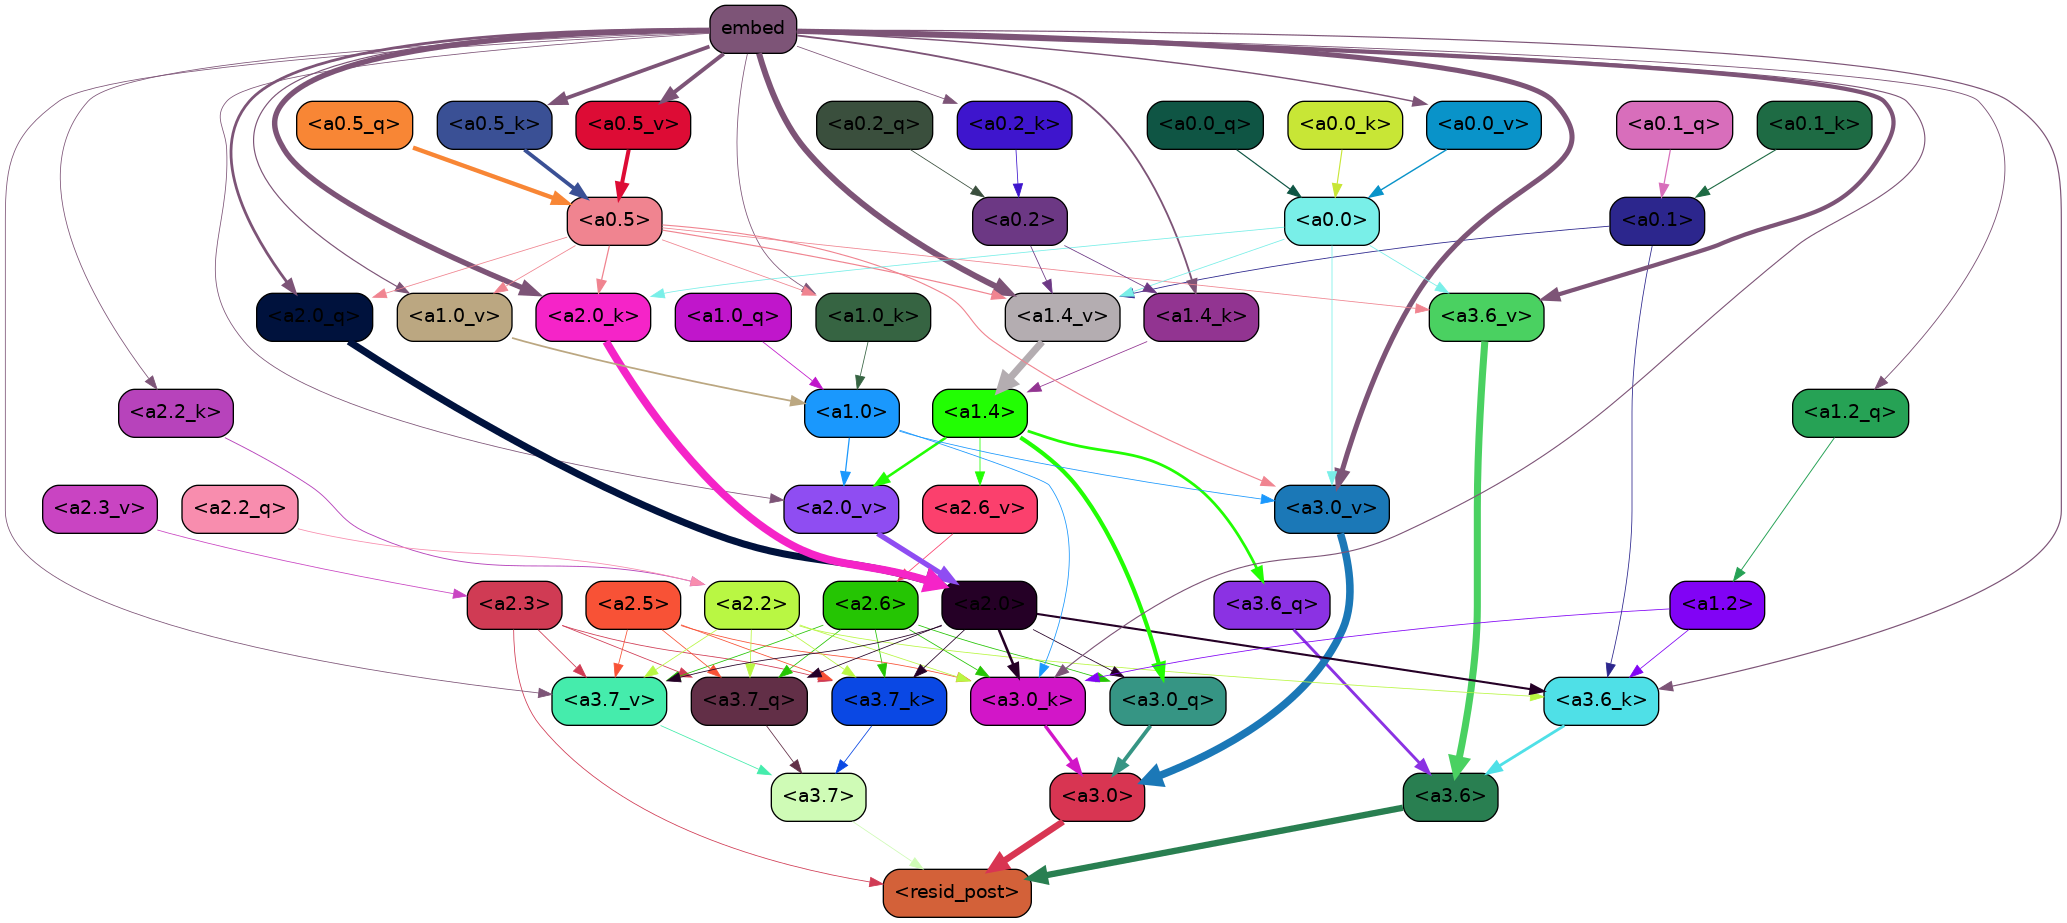 embed
<a0.5_q>
<a0.5_k>
<a0.5_v>
<a0.2_q>
<a0.2_k>
<a0.0_q>
<a0.0_k>
<a0.0_v>
<a0.1_q>
<a0.1_k>
<a0.5>
<a0.2>
<a0.0>
<a0.1>
<a2.0_q>
<a1.0_v>
<a2.0_k>
<a1.0_q>
<a1.0_k>
<a1.4_v>
<a1.4_k>
<a3.6_v>
<a2.2_k>
<a1.0>
<a1.4>
<a1.2_q>
<a2.3_v>
<a2.2_q>
<a2.0_v>
<a2.6_v>
<a3.0_v>
<a2.3>
<a2.5>
<a2.2>
<a2.6>
<a2.0>
<a3.6_q>
<a1.2>
<a3.7_v>
<a3.7_q>
<a3.7_k>
<a3.0_k>
<a3.0_q>
<a3.6_k>
<a3.7>
<a3.0>
<a3.6>
<resid_post>